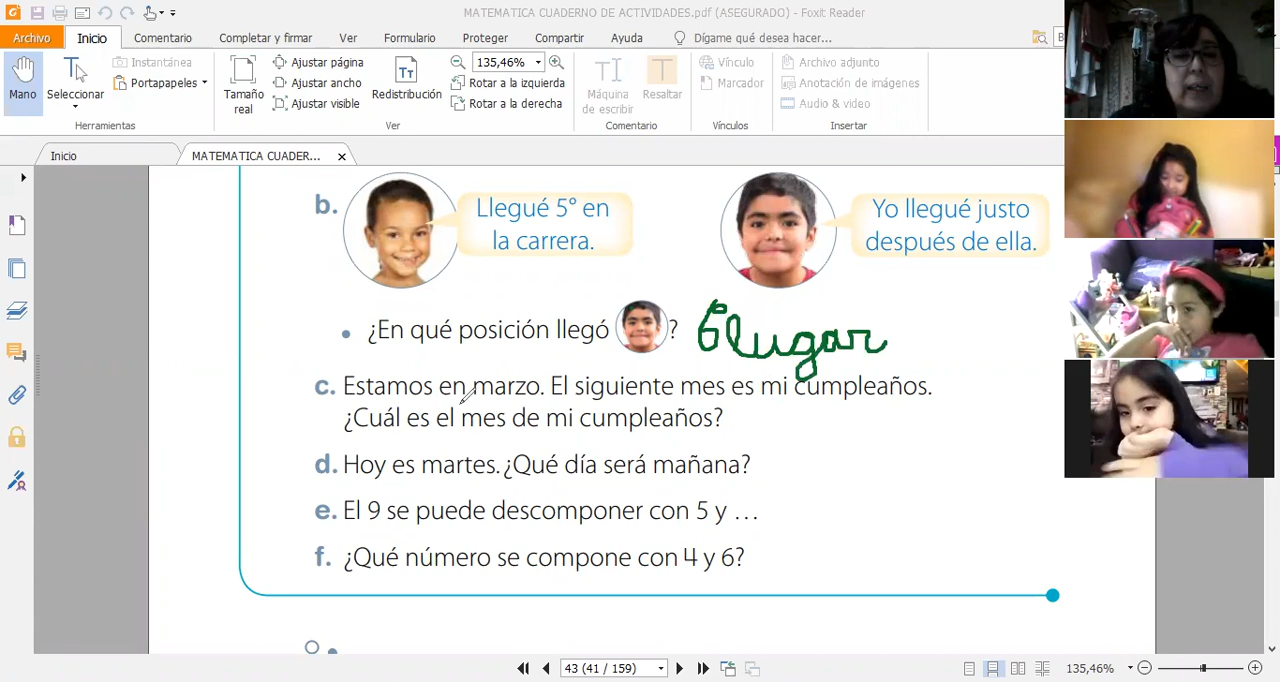 MATEMATICA CUADERNO DE ACTIVIDADES.pdf (ASEGURADO) - Foxit Reader
Archivo Inicio Comentario Completar y firmar Ver Formulario Proteger Compartir Ayuda Dígame qué desea hacer...
Mano
Seleccionar
Instantánea
Portapapeles
Herramientas
Tamaño real
Ajustar página
Ajustar ancho
Ajustar visible
Redistribución
135,46%
Rotar a la izquierda
Rotar a la derecha
Ver
Máquina de escribir
Resaltar
Comentario
Vínculo
Marcador
Vínculos
Archivo adjunto
Anotación de imágenes
Audio & video
Insertar
Inicio
MATEMATICA CUADER...
b.
Llegué 5° en
la carrera.
Yo llegué justo
después de ella.
• ¿En qué posición llegó ?
6 lugar
c. Estamos en marzo. El siguiente mes es mi cumpleaños.
¿Cuál es el mes de mi cumpleaños?
d. Hoy es martes. ¿Qué día será mañana?
e. El 9 se puede descomponer con 5 y …
f. ¿Qué número se compone con 4 y 6?
43 (41 / 159)
135,46%